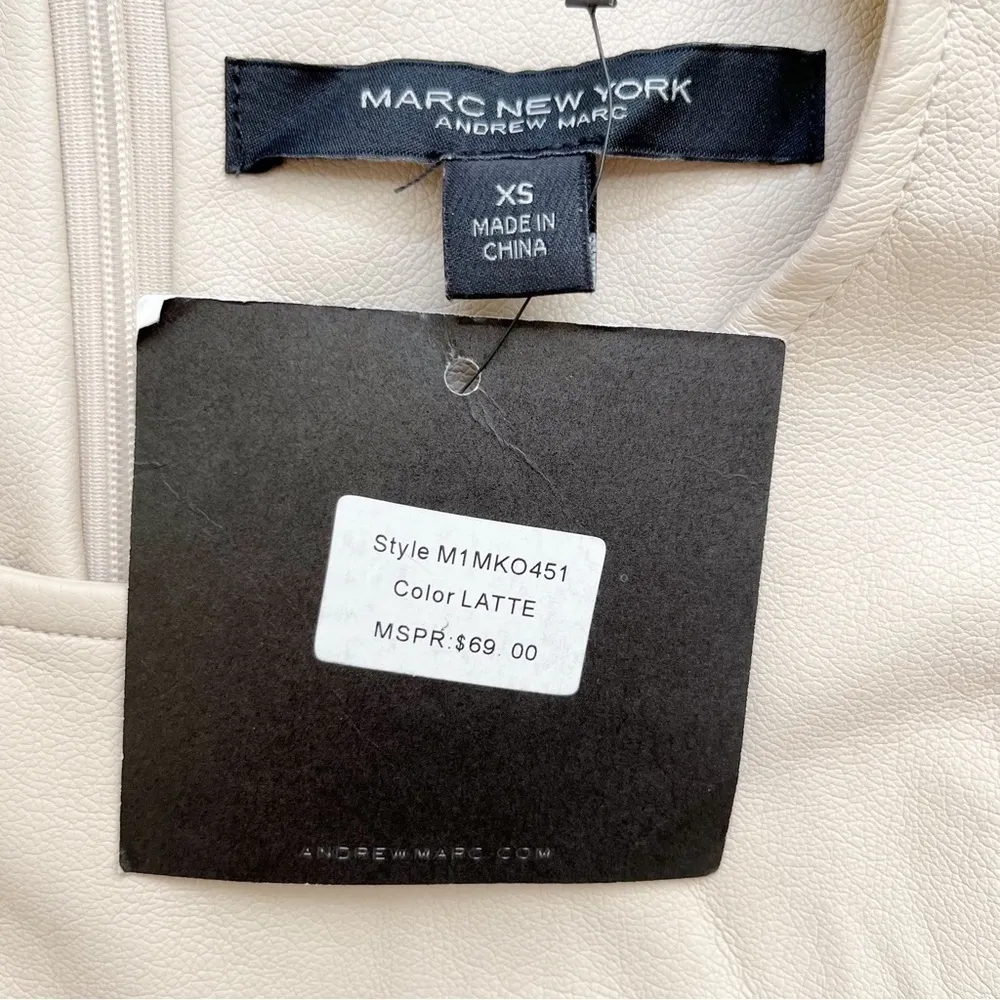 MARC NEW YORK
ANDREW MARC
XS
MADE IN
CHINA
Style M1MKO451
Color LATTE
MSPR:$69.00
ANDREWMARC.COM